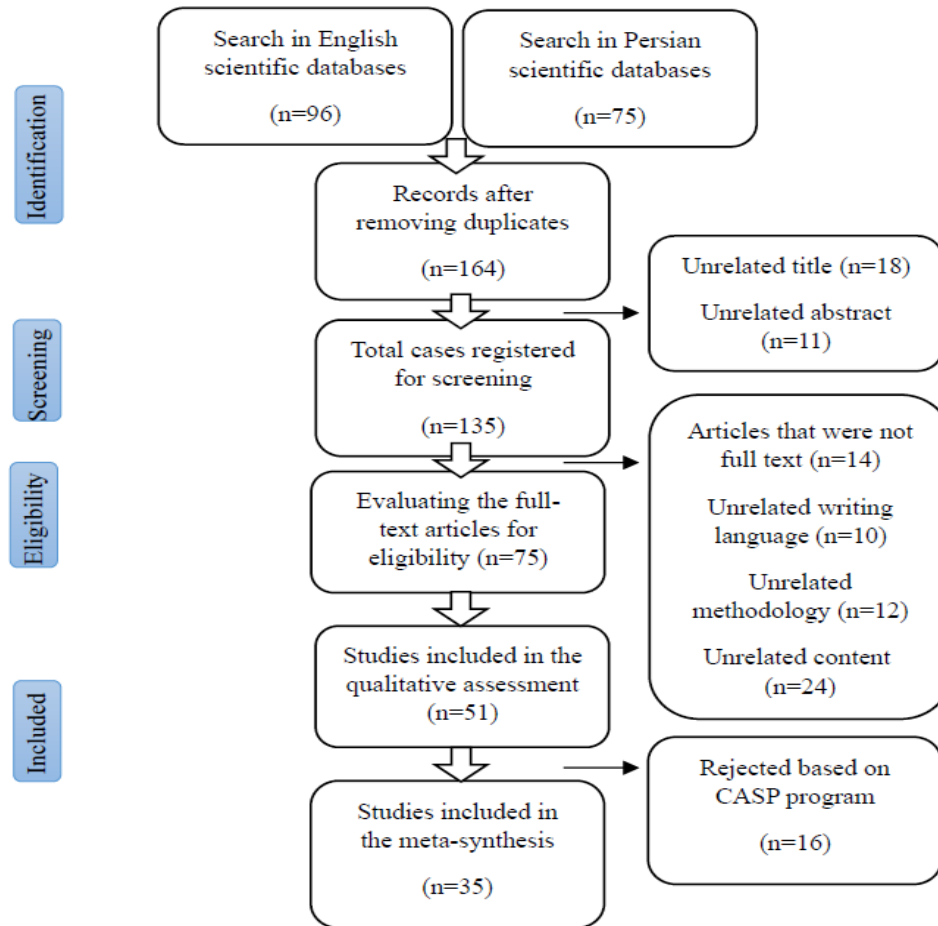 Search in English
scientific databases
(n=96)
Search in Persian
scientific databases
(n=75)
Identification
Records after
removing duplicates
(n=164)
Unrelated title (n=18)
Unrelated abstract
(n=11)
Screening
Total cases registered
for screening
(n=135)
Articles that were not
full text (n=14)
Unrelated writing
language (n=10)
Unrelated
methodology (n=12)
Unrelated content
(n=24)
Eligibility
Evaluating the full-
text articles for
eligibility (n=75)
Studies included in the
qualitative assessment
(n=51)
Included
Rejected based on
CASP program
(n=16)
Studies included in
the meta-synthesis
(n=35)